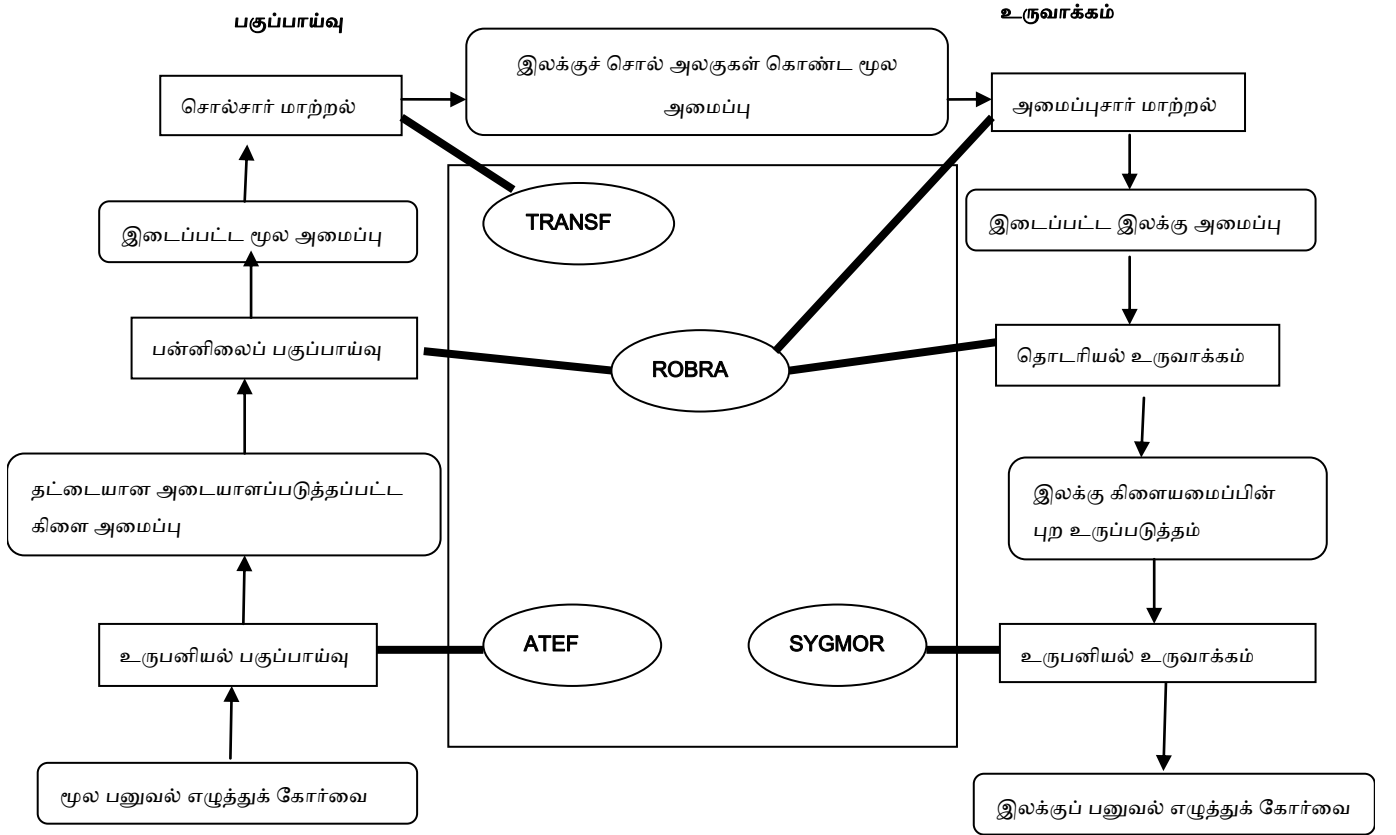 பகுப்பாய்வு
உருவாக்கம்
இலக்குச் சொல் அலகுகள் கொண்ட மூல
அமைப்பு
சொல்சார் மாற்றல்
அமைப்புசார் மாற்றல்
TRANSF
இடைப்பட்ட மூல அமைப்பு
இடைப்பட்ட இலக்கு அமைப்பு
பன்னிலைப் பகுப்பாய்வு
ROBRA
தொடரியல் உருவாக்கம்
தட்டையான அடையாளப்படுத்தப்பட்ட
கிளை அமைப்பு
இலக்கு கிளையமைப்பின்
புற உருப்படுத்தம்
உருபனியல் பகுப்பாய்வு
ATEF
SYGMOR
உருபனியல் உருவாக்கம்
மூல பனுவல் எழுத்துக் கோர்வை
இலக்குப் பனுவல் எழுத்துக் கோர்வை